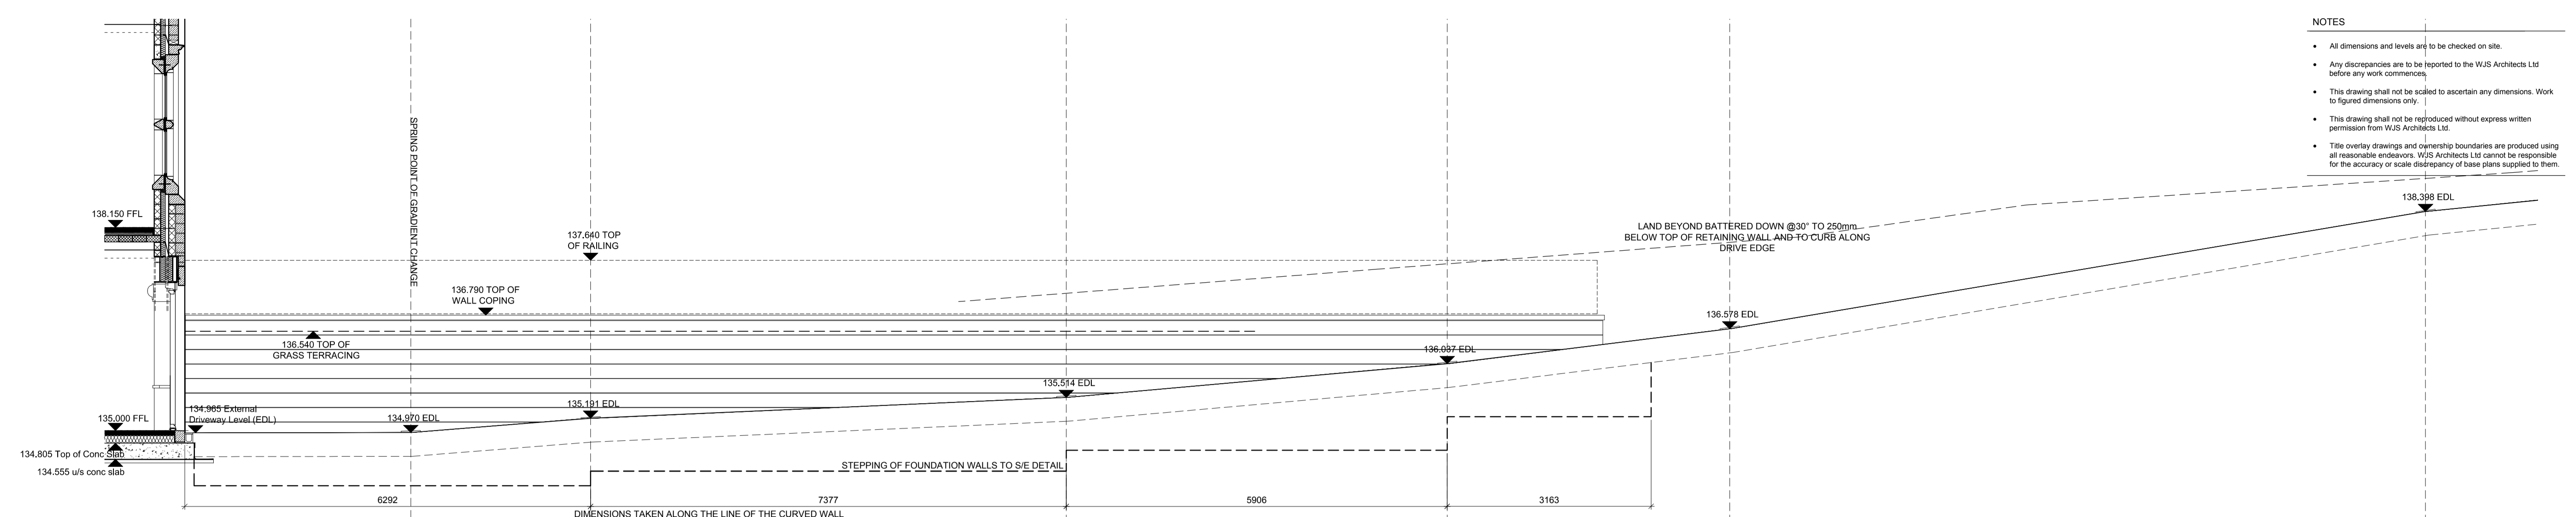 NOTES
• All dimensions and levels are to be checked on site.
• Any discrepancies are to be reported to the WJS Architects Ltd
before any work commences.
• This drawing shall not be scaled to ascertain any dimensions. Work
to figured dimensions only.
• This drawing shall not be reproduced without express written
permission from WJS Architects Ltd.
• Title overlay drawings and ownership boundaries are produced using
all reasonable endeavors. WJS Architects Ltd cannot be responsible
for the accuracy or scale discrepancy of base plans supplied to them.
SPRING POINT OF GRADIENT CHANGE
138.150 FFL
137.640 TOP
OF RAILING
136.790 TOP OF
WALL COPING
136.540 TOP OF
GRASS TERRACING
LAND BEYOND BATTERED DOWN @30° TO 250mm
BELOW TOP OF RETAINING WALL AND TO CURB ALONG
DRIVE EDGE
138.398 EDL
136.578 EDL
136.037 EDL
135.514 EDL
135.191 EDL
134.970 EDL
134.965 External
Driveway Level (EDL)
135.000 FFL
134.805 Top of Conc Slab
134.555 u/s conc slab
STEPPING OF FOUNDATION WALLS TO S/E DETAIL
6292
7377
5906
3163
DIMENSIONS TAKEN ALONG THE LINE OF THE CURVED WALL